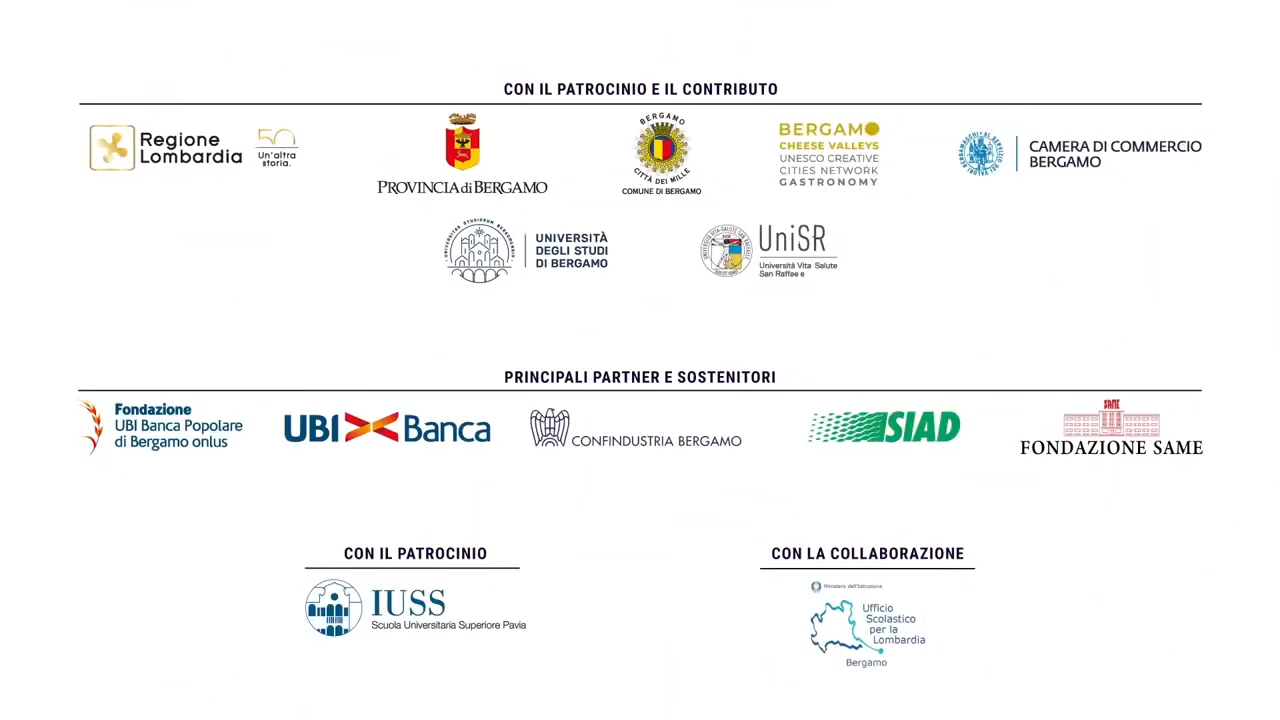 CON IL PATROCINIO E IL CONTRIBUTO
Regione
Lombardia
50
Un'altra
storia.
PROVINCIA di BERGAMO
BERGAMO
CITTÀ DEI MILLE
COMUNE DI BERGAMO
BERGAMO
CHEESE VALLEYS
UNESCO CREATIVE
CITIES NETWORK
GASTRONOMY
CAMERA DI COMMERCIO
BERGAMO
UNIVERSITÀ
DEGLI STUDI
DI BERGAMO
UniSR
Università Vita Salute
San Raffae e
PRINCIPALI PARTNER E SOSTENITORI
Fondazione
UBI Banca Popolare
di Bergamo onlus
UBI Banca
CONFINDUSTRIA BERGAMO
SIAD
SAME
FONDAZIONE SAME
CON IL PATROCINIO
IUSS
Scuola Universitaria Superiore Pavia
CON LA COLLABORAZIONE
Ministero dell'Istruzione
Ufficio
Scolastico
per la
Lombardia
Bergamo